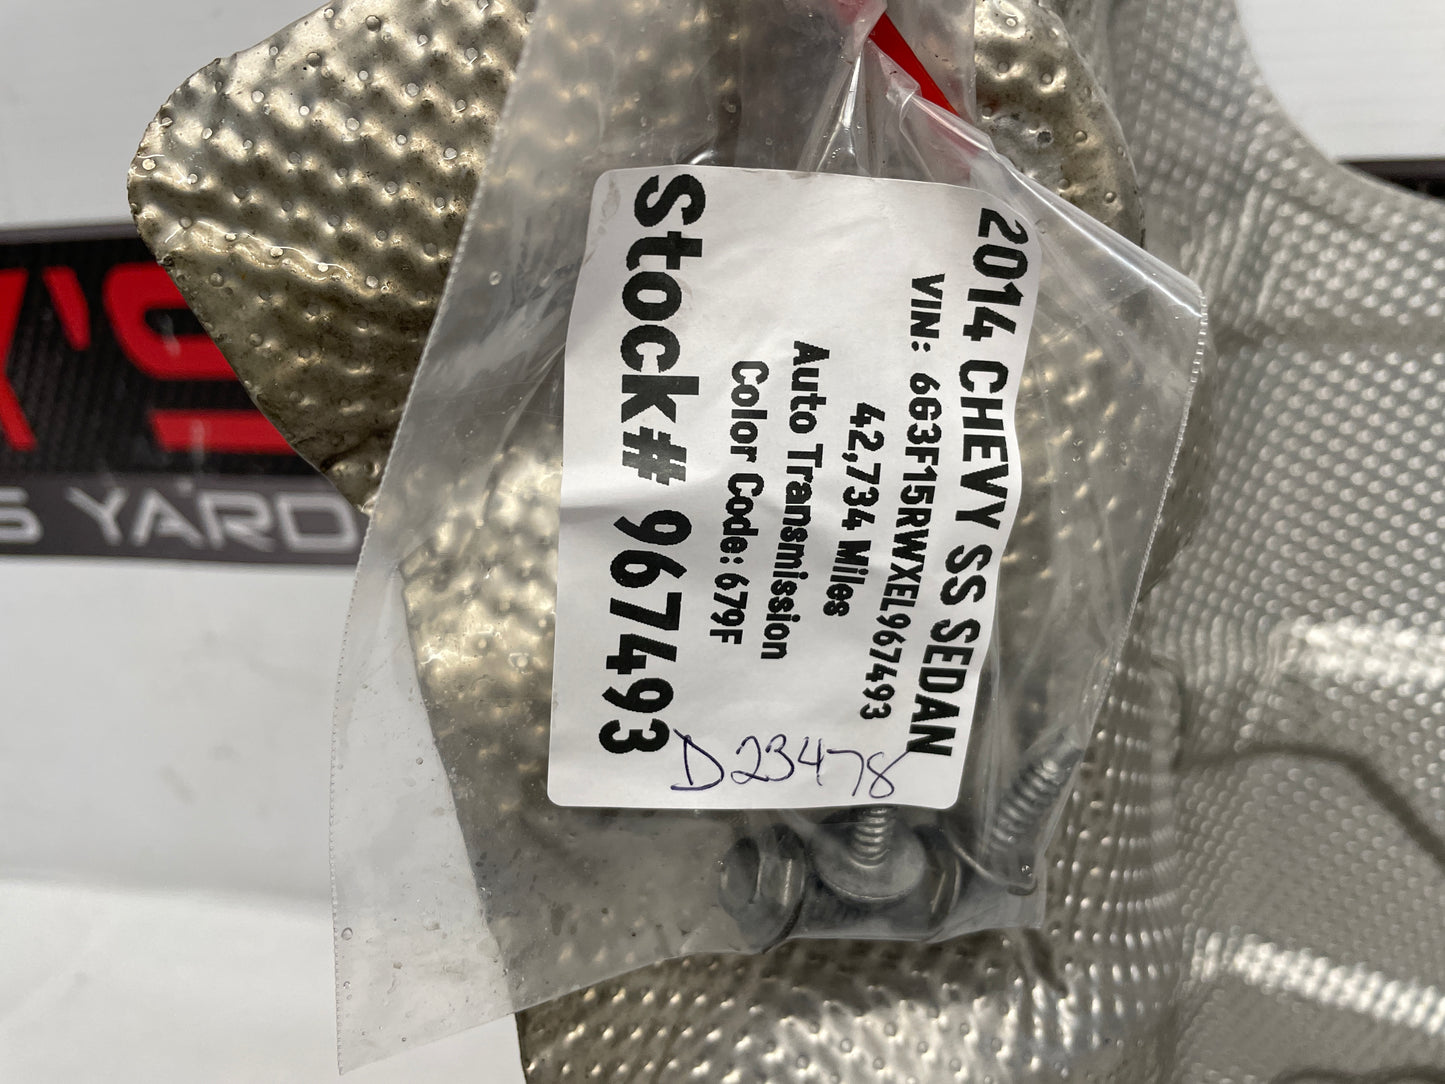 2014 CHEVY SS SEDAN
VIN: 6G3F15RWXEL967493
42,734 Miles
Auto Transmission
Color Code: 679F
Stock# 967493
D23478
'S
S YARD